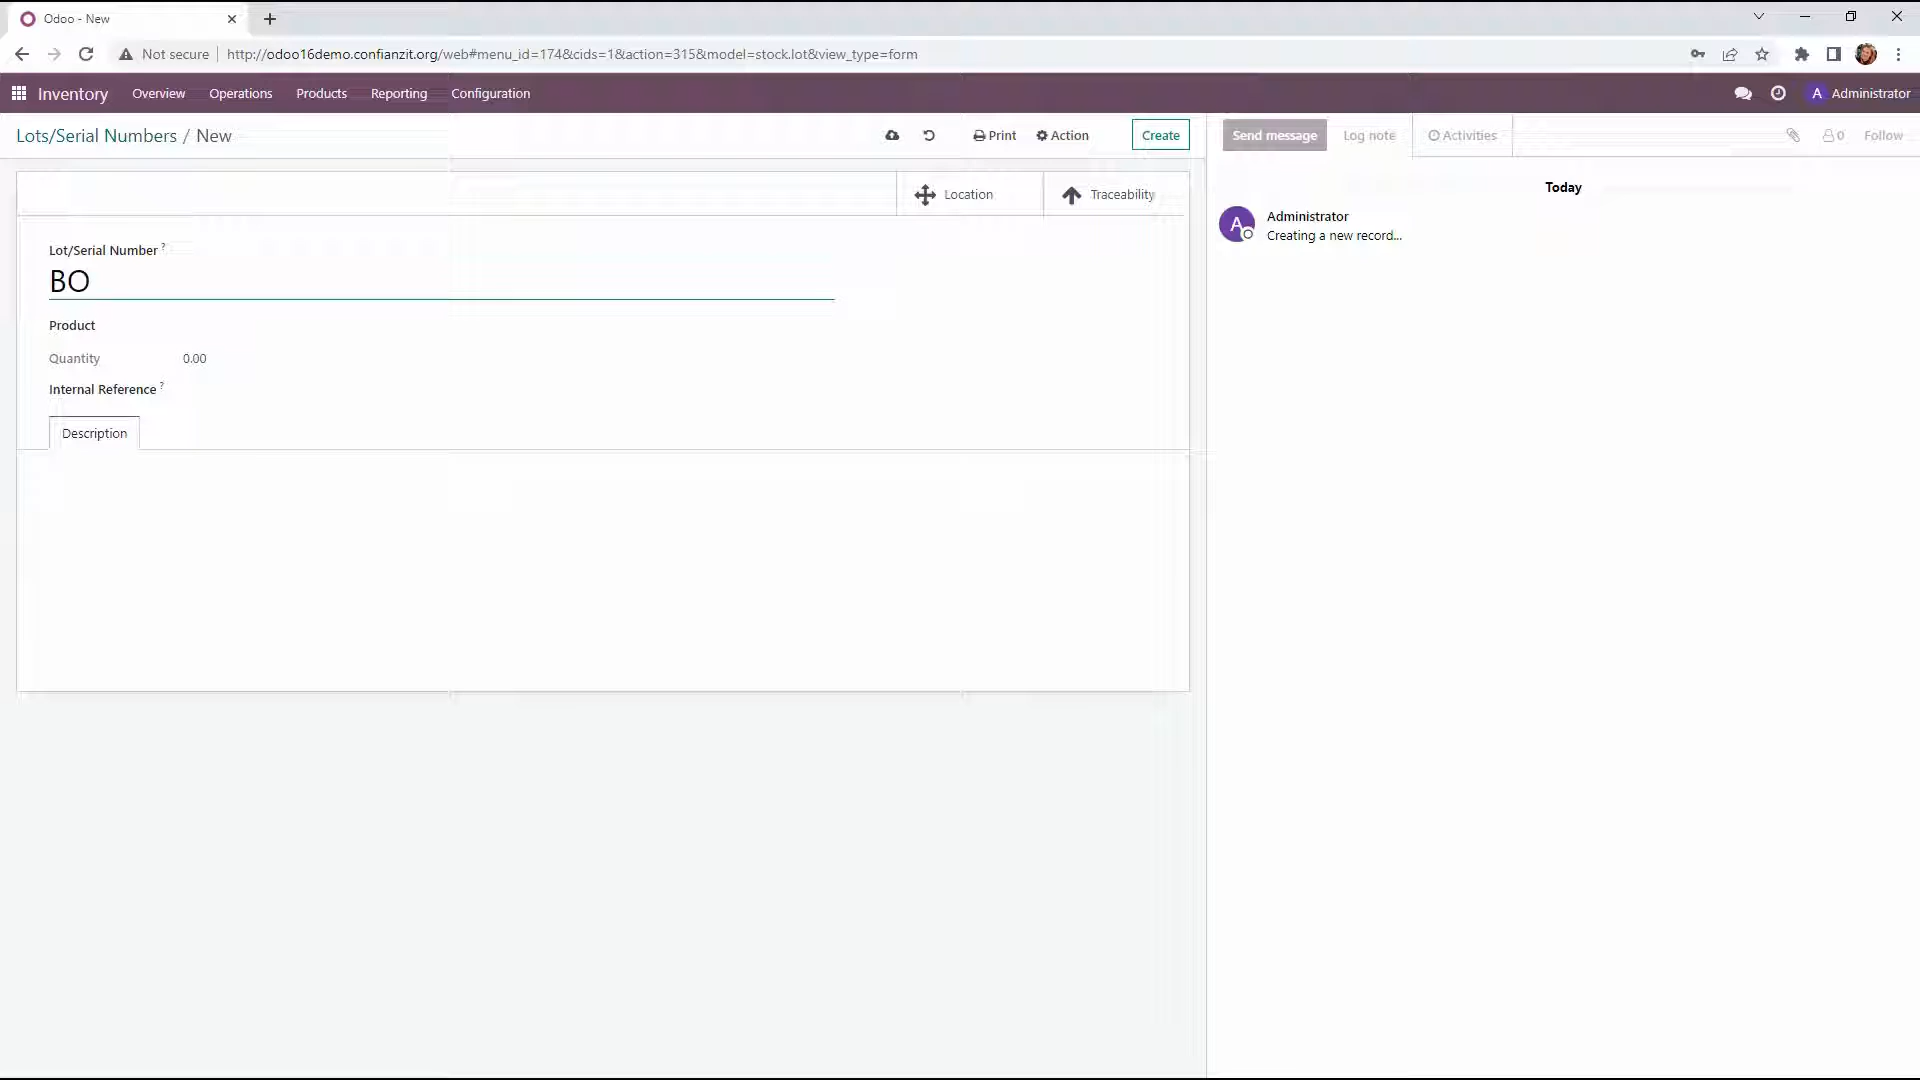 Odoo - New
Not secure http://odoo16demo.confianzit.org/web#menu_id=174&cids=1&action=315&model=stock.lot&view_type=form
Inventory Overview Operations Products Reporting Configuration A Administrator
Lots/Serial Numbers / New Print Action Create Send message Log note Activities 0 Follow
Location Traceability
Today
A Administrator
Creating a new record...
Lot/Serial Number ?
BO
Product
Quantity 0.00
Internal Reference ?
Description